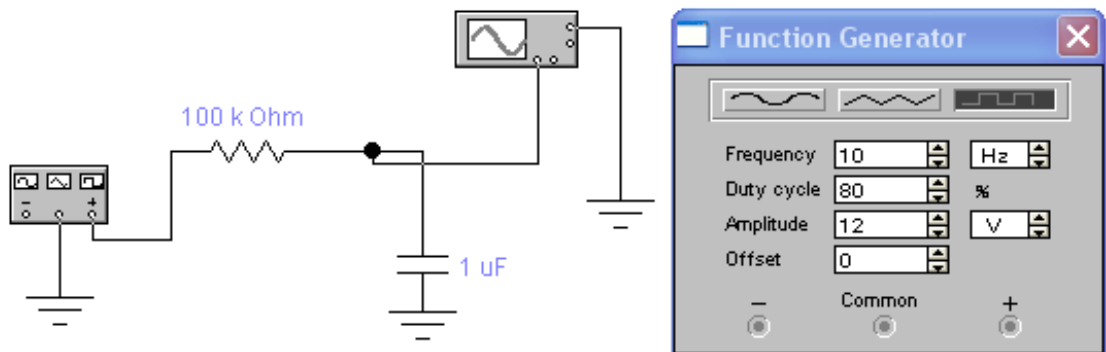 100 k Ohm
- +
1 uF
Function Generator
Frequency 10 Hz
Duty cycle 80 %
Amplitude 12 V
Offset 0
- Common +